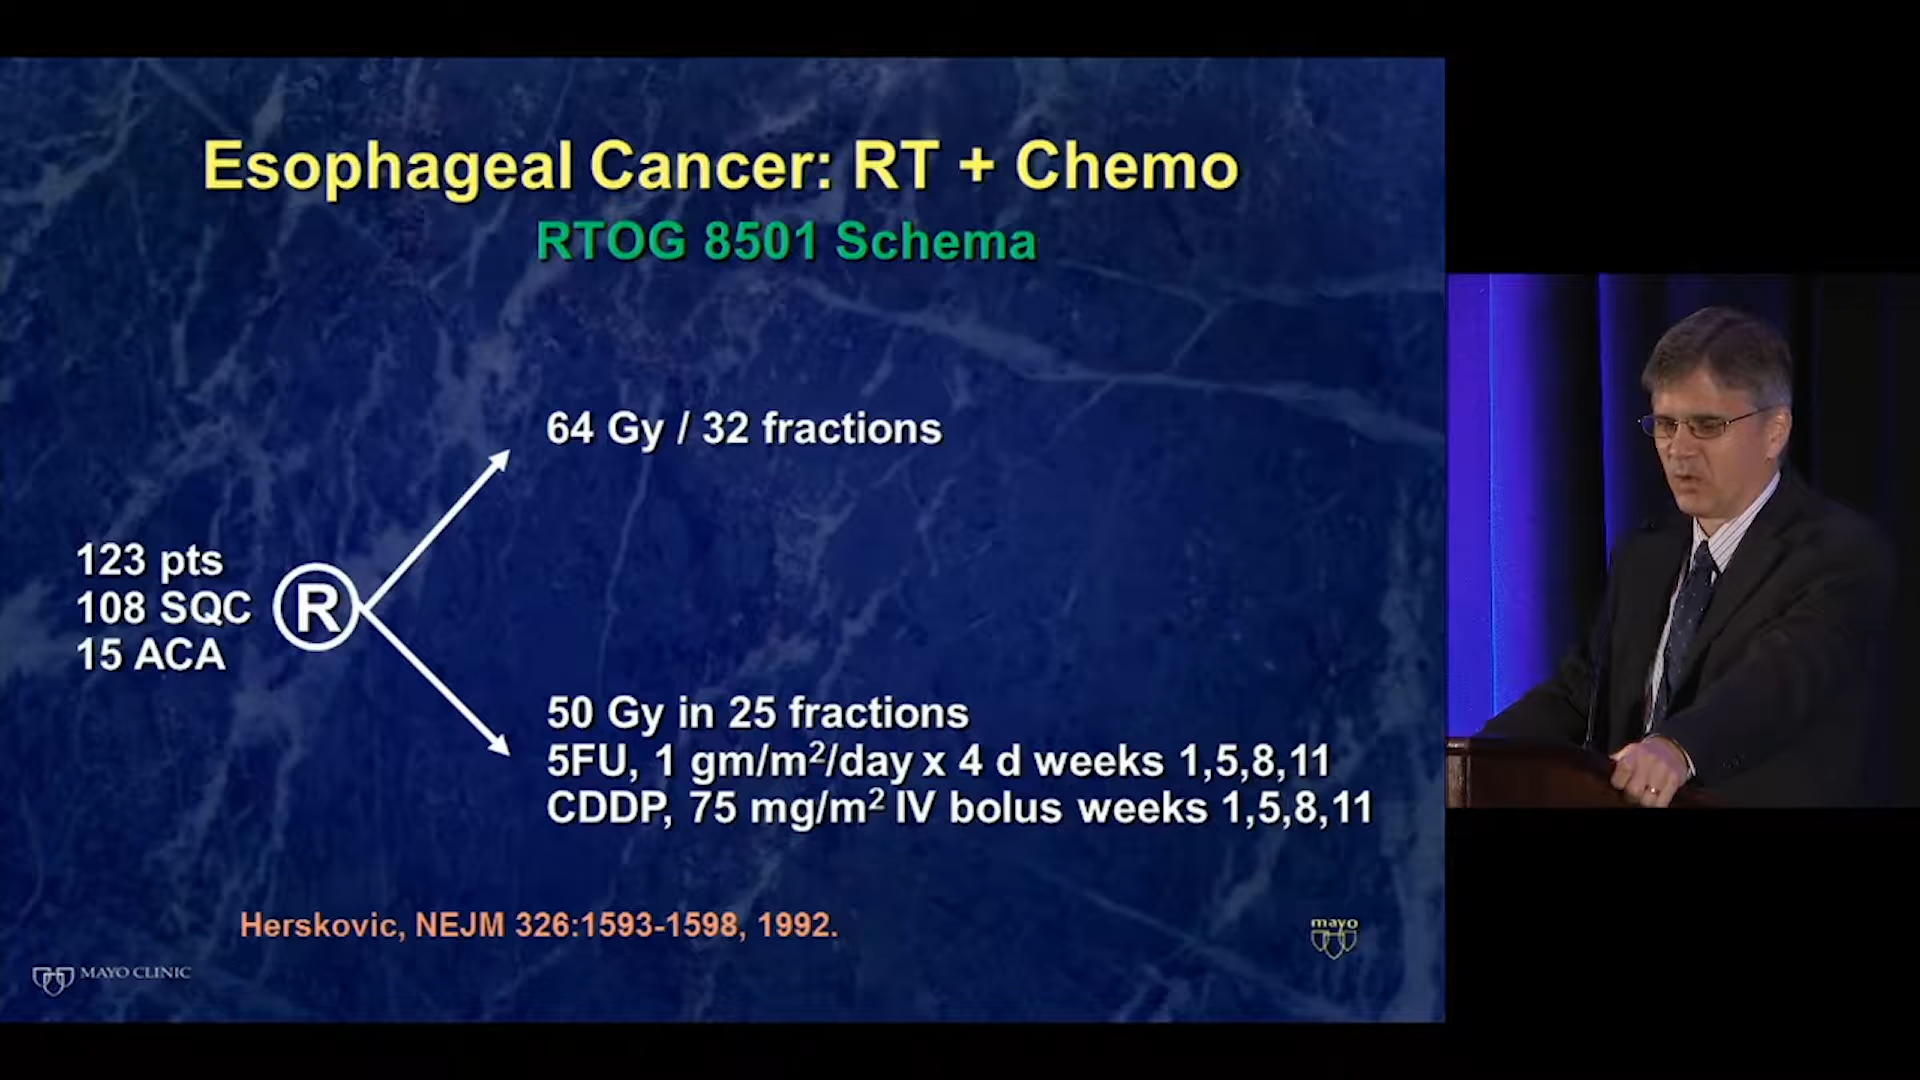 Esophageal Cancer: RT + Chemo
RTOG 8501 Schema
64 Gy / 32 fractions
123 pts
108 SQC
15 ACA
R
50 Gy in 25 fractions
5FU, 1 gm/m²/day x 4 d weeks 1,5,8,11
CDDP, 75 mg/m² IV bolus weeks 1,5,8,11
Herskovic, NEJM 326:1593-1598, 1992.
mayo
MAYO CLINIC